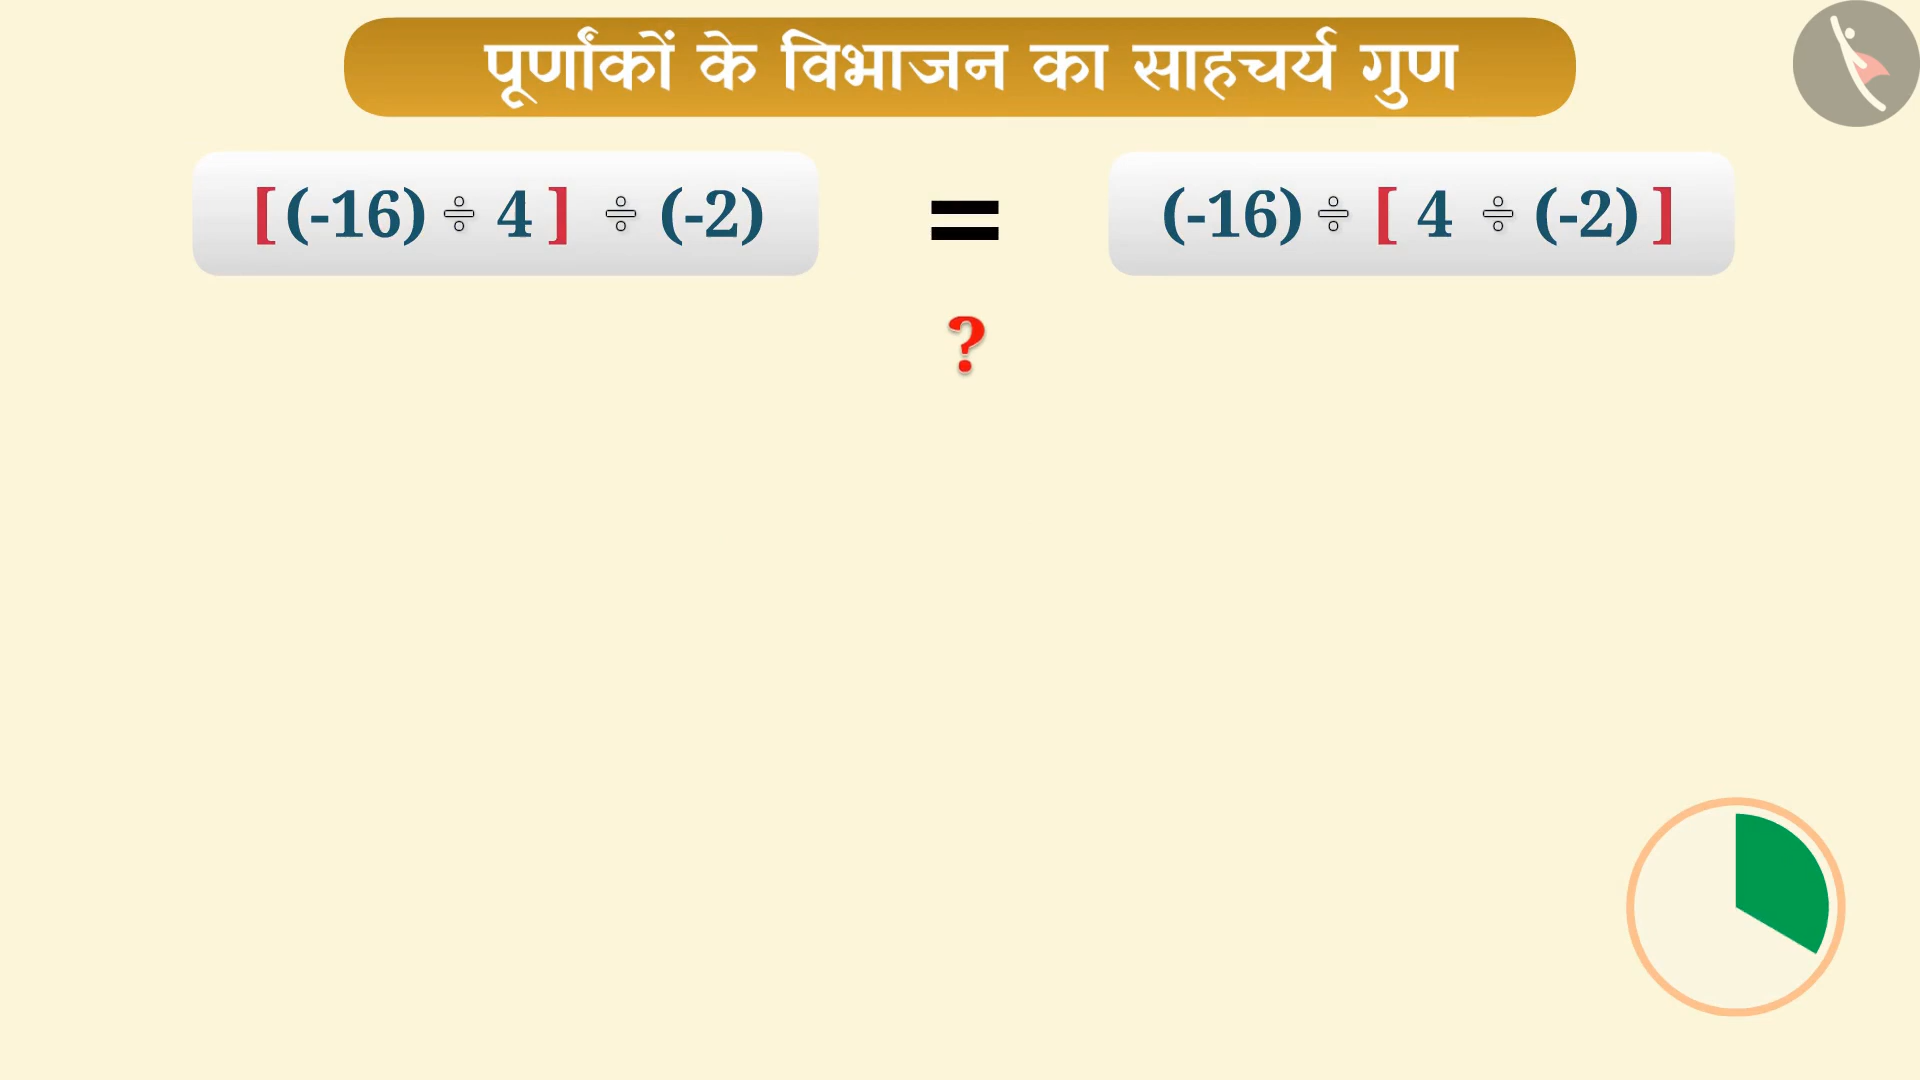 पूर्णांकों के विभाजन का साहचर्य गुण
[(-16) ÷ 4] ÷ (-2) = (-16) ÷ [4 ÷ (-2)]
?